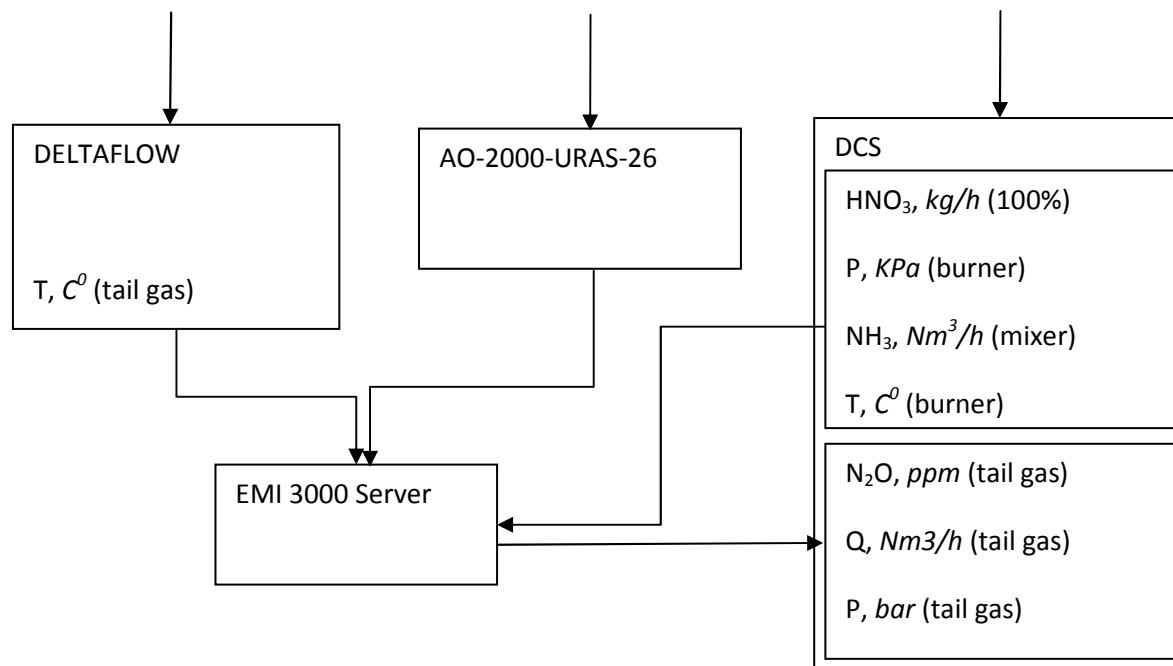 DELTAFLOW
T, C⁰ (tail gas)
AO-2000-URAS-26
DCS
HNO₃, kg/h (100%)
P, KPa (burner)
NH₃, Nm³/h (mixer)
T, C⁰ (burner)
EMI 3000 Server
N₂O, ppm (tail gas)
Q, Nm3/h (tail gas)
P, bar (tail gas)